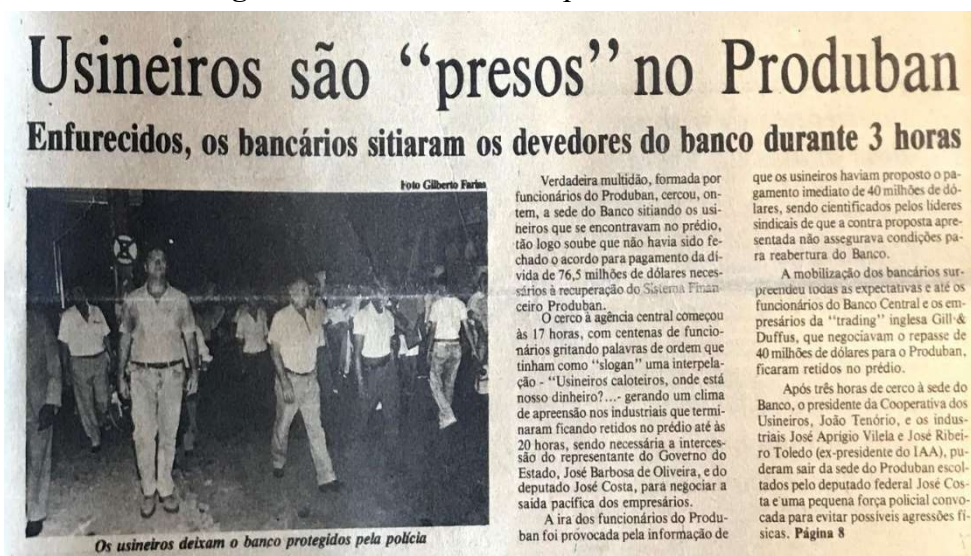 Usineiros são “presos” no Produban
Enfurecidos, os bancários sitiaram os devedores do banco durante 3 horas
Foto Gilberto Farias
Os usineiros deixam o banco protegidos pela polícia
Verdadeira multidão, formada por
funcionários do Produban, cercou, on-
tem, a sede do Banco sitiando os usi-
neiros que se encontravam no prédio,
tão logo soube que não havia sido fe-
chado o acordo para pagamento da dí-
vida de 76,5 milhões de dólares neces-
sários à recuperação do Sistema Finan-
ceiro Produban.
O cerco à agência central começou
às 17 horas, com centenas de funcio-
nários gritando palavras de ordem que
tinham como “slogan” uma interpela-
ção - “Usineiros caloteiros, onde está
nosso dinheiro?...- gerando um clima
de apreensão nos industriais que termi-
naram ficando retidos no prédio até às
20 horas, sendo necessária a interces-
são do representante do Governo do
Estado, José Barbosa de Oliveira, e do
deputado José Costa, para negociar a
saída pacífica dos empresários.
A ira dos funcionários do Produ-
ban foi provocada pela informação de
que os usineiros haviam proposto o pa-
gamento imediato de 40 milhões de dó-
lares, sendo cientificados pelos líderes
sindicais de que a contra proposta apre-
sentada não assegurava condições pa-
ra reabertura do Banco.
A mobilização dos bancários sur-
preendeu todas as expectativas e até os
funcionários do Banco Central e os em-
presários da “trading” inglesa Gill &
Duffus, que negociavam o repasse de
40 milhões de dólares para o Produban,
ficaram retidos no prédio.
Após três horas de cerco à sede do
Banco, o presidente da Cooperativa dos
Usineiros, João Tenório, e os indus-
triais José Aprigio Vilela e José Ribei-
ro Toledo (ex-presidente do IAA), pu-
deram sair da sede do Produban escol-
tados pelo deputado federal José Cos-
ta e uma pequena força policial convo-
cada para evitar possíveis agressões fí-
sicas. Página 8